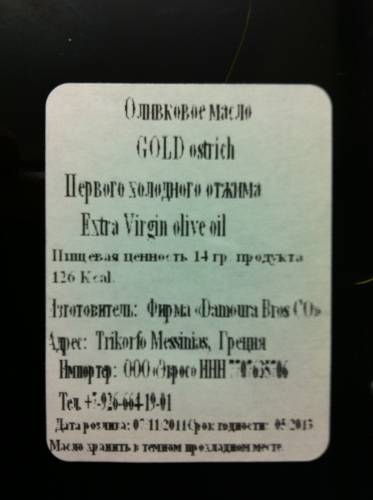 Оливковое масло
GOLD ostrich
Первого холодного отжима
Extra Virgin olive oil
Пищевая ценность 14 гр. продукта
126 Kcal.
Изготовитель: Фирма «Damoura Bros CO»
Адрес: Trikorfo Messinias, Греция
Импортер: ООО ИНН
Тел. +7-926-664-19-01
Дата розлива: 07.11.2011 Срок годности: 05.2013
Масло хранить в темном прохладном месте.